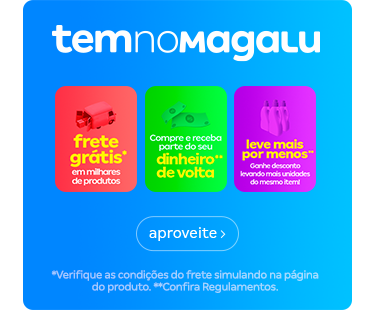 temnomagalu
frete
grátis*
em milhares
de produtos
Compre e receba
parte do seu
dinheiro**
de volta
leve mais
por menos**
Ganhe desconto
levando mais unidades
do mesmo item!
aproveite >
*Verifique as condições do frete simulando na página
do produto. **Confira Regulamentos.